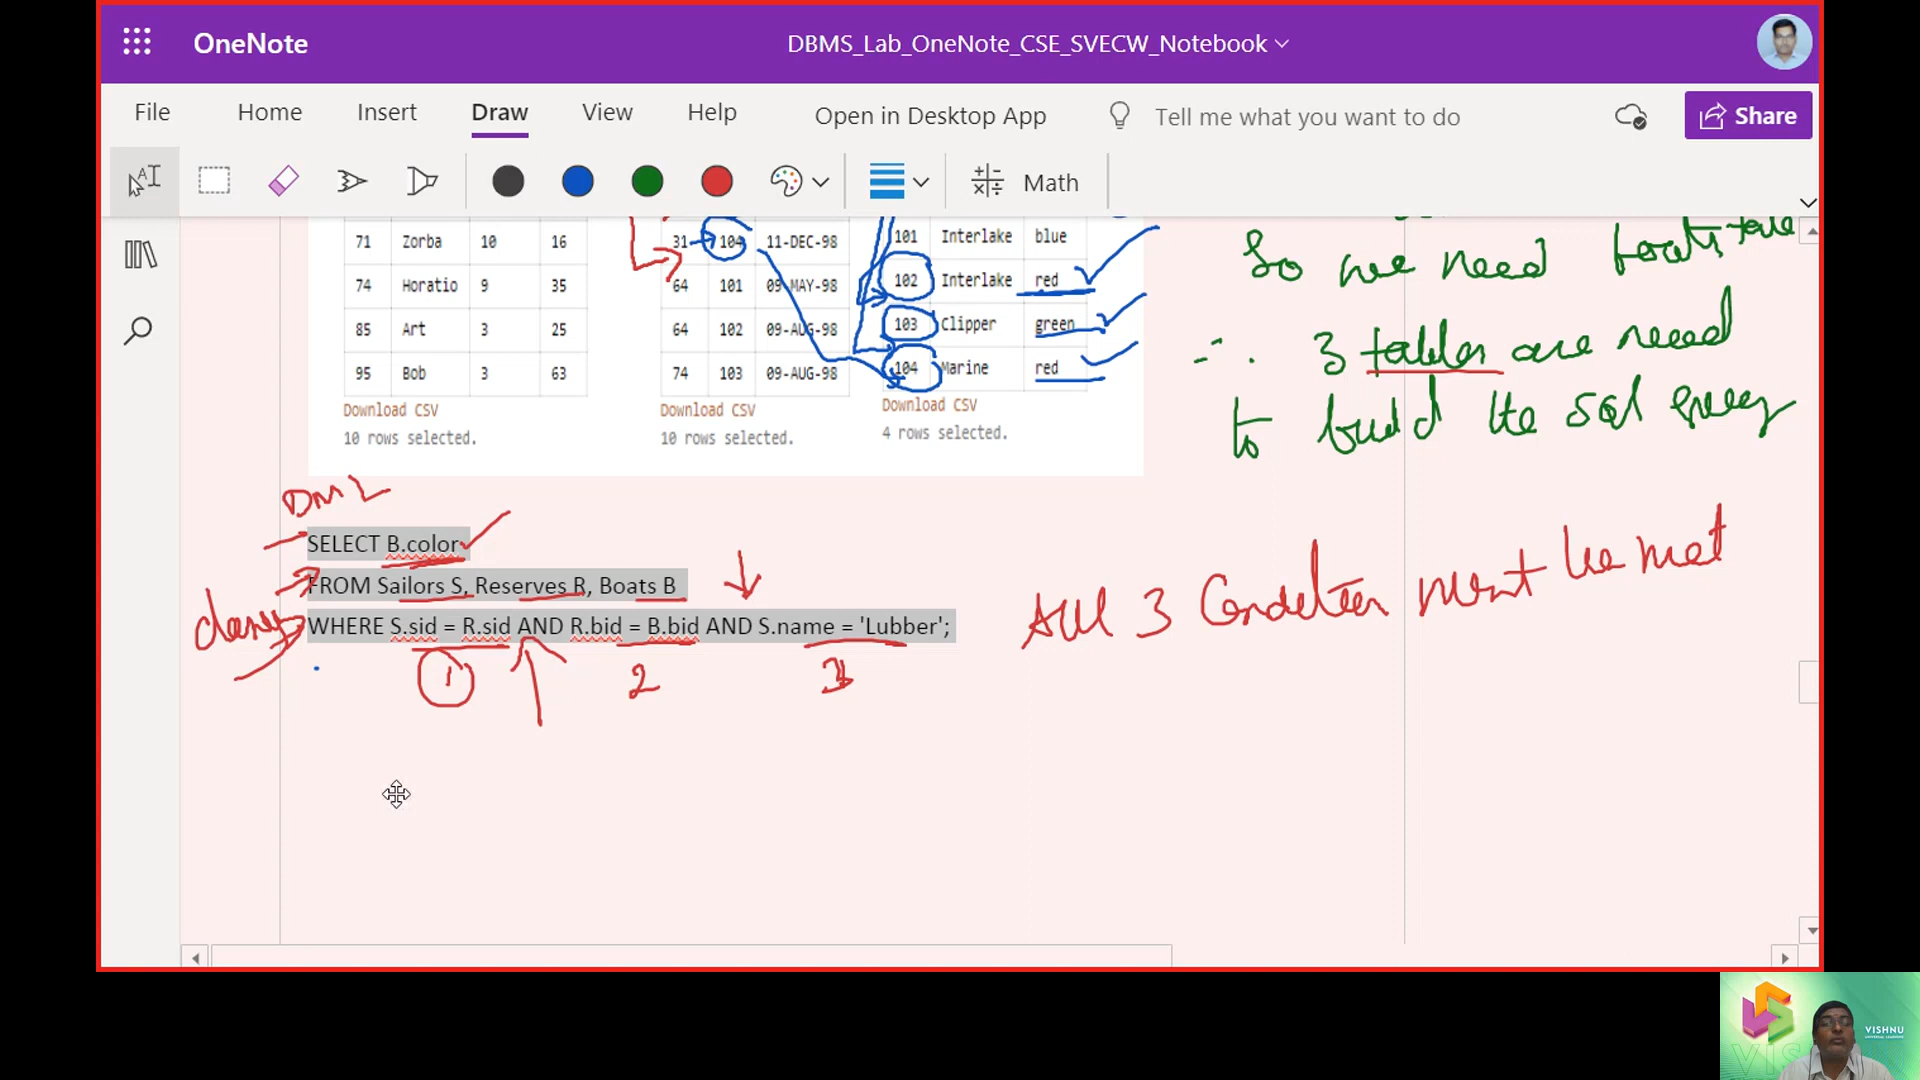 OneNote
DBMS_Lab_OneNote_CSE_SVECW_Notebook
File Home Insert Draw View Help Open in Desktop App Tell me what you want to do Share
Math
71 Zorba 10 16
74 Horatio 9 35
85 Art 3 25
95 Bob 3 63
Download CSV
10 rows selected.
31 104 11-DEC-98
64 101 09-MAY-98
64 102 09-AUG-98
74 103 09-AUG-98
Download CSV
10 rows selected.
101 Interlake blue
102 Interlake red
103 Clipper green
104 Marine red
Download CSV
4 rows selected.
So we need boats table
∴ 3 tables are need
to build the sql query
DML
SELECT B.color
FROM Sailors S, Reserves R, Boats B
WHERE S.sid = R.sid AND R.bid = B.bid AND S.name = 'Lubber';
1 2 3
All 3 Condition must be met
VISHNU
UNIVERSAL LEARNING